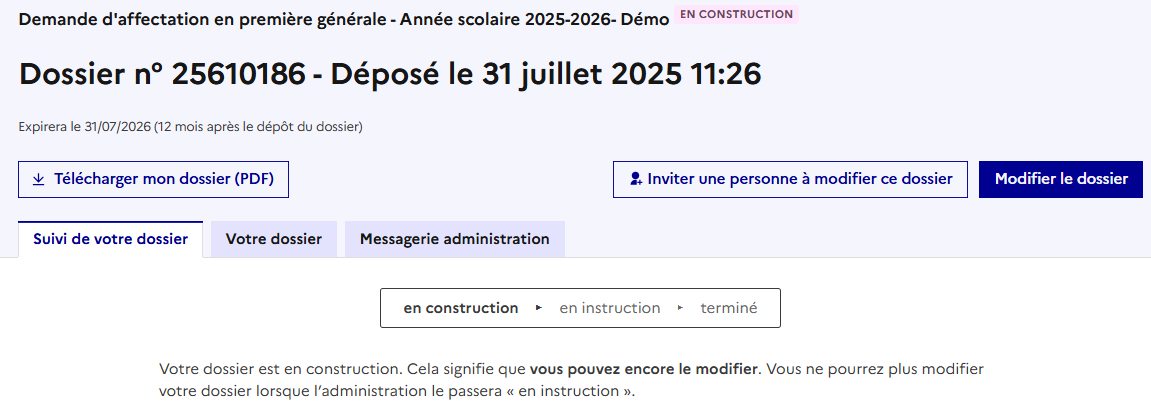 Demande d'affectation en première générale - Année scolaire 2025-2026- Démo EN CONSTRUCTION
Dossier n° 25610186 - Déposé le 31 juillet 2025 11:26
Expirera le 31/07/2026 (12 mois après le dépôt du dossier)
Télécharger mon dossier (PDF) Inviter une personne à modifier ce dossier Modifier le dossier
Suivi de votre dossier Votre dossier Messagerie administration
en construction en instruction terminé
Votre dossier est en construction. Cela signifie que vous pouvez encore le modifier. Vous ne pourrez plus modifier
votre dossier lorsque l’administration le passera « en instruction ».